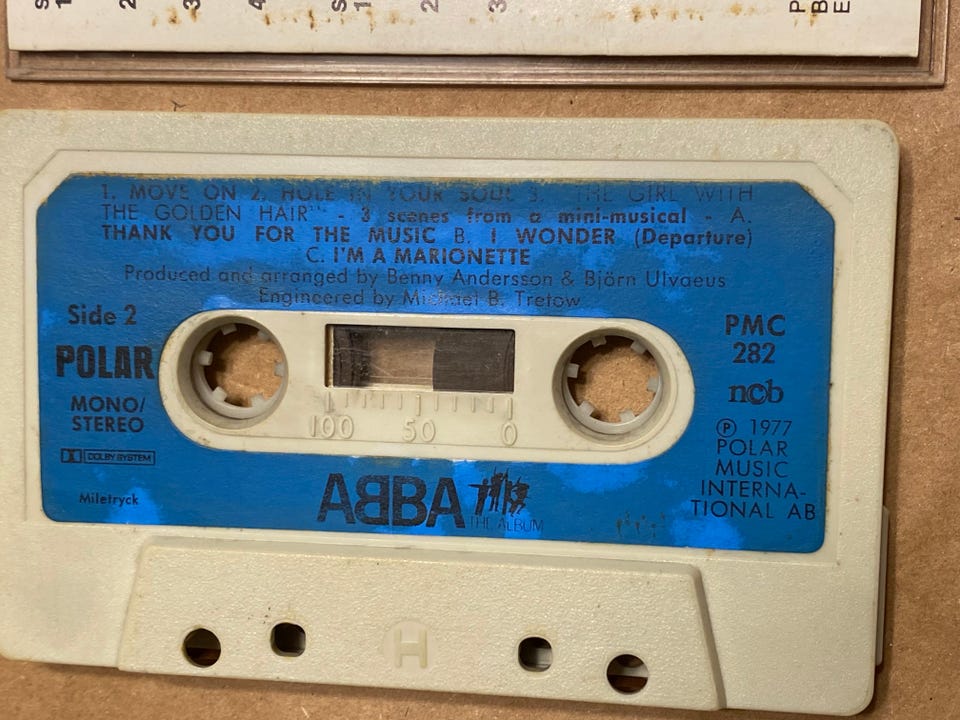 1. MOVE ON 2. HOLE IN YOUR SOUL 3. "THE GIRL WITH
THE GOLDEN HAIR" - 3 scenes from a mini-musical - A.
THANK YOU FOR THE MUSIC B. I WONDER (Departure)
C. I'M A MARIONETTE
Produced and arranged by Benny Andersson & Björn Ulvaeus
Engineered by Michael B. Tretow
Side 2
POLAR
MONO/
STEREO
DOLBY SYSTEM
Miletryck
100 50 0
PMC
282
ncb
℗ 1977
POLAR
MUSIC
INTERNA-
TIONAL AB
ABBA
THE ALBUM
H